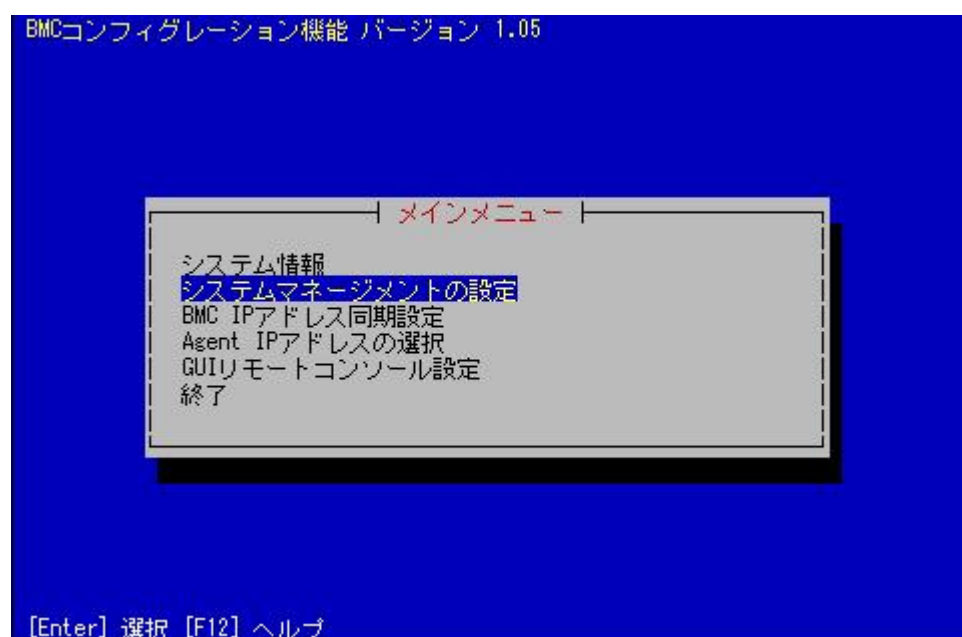 BMCコンフィグレーション機能 バージョン 1.05
メインメニュー
システム情報
システムマネージメントの設定
BMC IPアドレス同期設定
Agent IPアドレスの選択
GUIリモートコンソール設定
終了
[Enter] 選択 [F12] ヘルプ